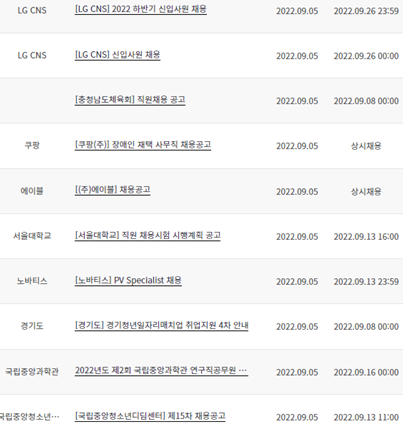 LG CNS [LG CNS] 2022 하반기 신입사원 채용 2022.09.05 2022.09.26 23:59
LG CNS [LG CNS] 신입사원 채용 2022.09.05 2022.09.26 00:00
[충청남도체육회] 직원채용 공고 2022.09.05 2022.09.08 00:00
쿠팡 [쿠팡(주)] 장애인 재택 사무직 채용공고 2022.09.05 상시채용
에이블 [(주)에이블] 채용공고 2022.09.05 상시채용
서울대학교 [서울대학교] 직원 채용시험 시행계획 공고 2022.09.05 2022.09.13 16:00
노바티스 [노바티스] PV Specialist 채용 2022.09.05 2022.09.13 23:59
경기도 [경기도] 경기청년일자리매치업 취업지원 4차 안내 2022.09.05 2022.09.08 00:00
국립중앙과학관 2022년도 제2회 국립중앙과학관 연구직공무원 ··· 2022.09.05 2022.09.16 00:00
국립중앙청소년··· [국립중앙청소년디딤센터] 제15차 채용공고 2022.09.05 2022.09.13 11:00